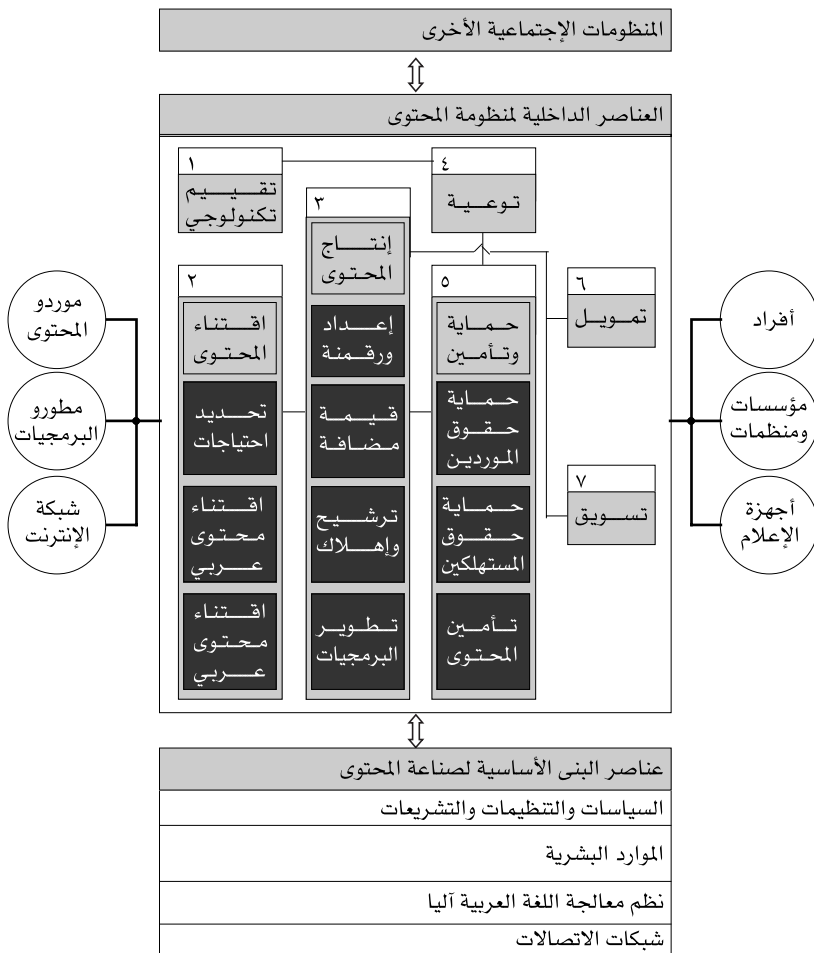 المنظومات الإجتماعية الأخرى
العناصر الداخلية لمنظومة المحتوى
١
تقييم
تكنولوجي
٢
اقتناء
المحتوى
تحديد
احتياجات
اقتناء
محتوى
عربي
اقتناء
محتوى
عربي
٣
إنتاج
المحتوى
إعداد
ورقمنة
قيمة
مضافة
ترشيح
وإهلاك
تطوير
البرمجيات
٤
توعية
٥
حماية
وتأمين
حماية
حقوق
الموردين
حماية
حقوق
المستهلكين
تأمين
المحتوى
٦
تمويل
٧
تسويق
موردو
المحتوى
مطورو
البرمجيات
شبكة
الإنترنت
أفراد
مؤسسات
ومنظمات
أجهزة
الإعلام
عناصر البنى الأساسية لصناعة المحتوى
السياسات والتنظيمات والتشريعات
الموارد البشرية
نظم معالجة اللغة العربية آليا
شبكات الاتصالات